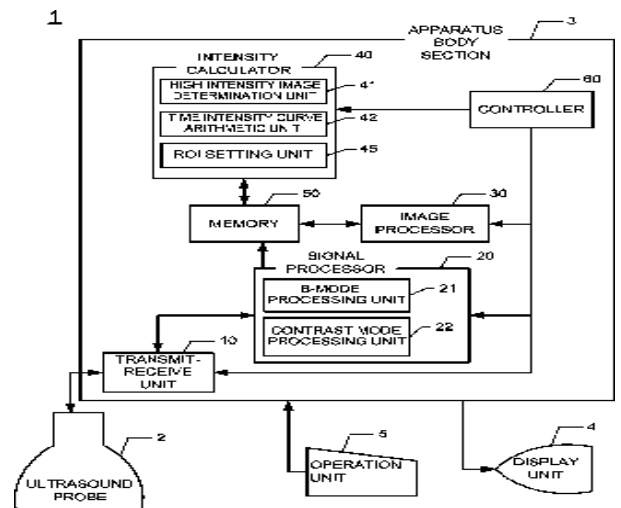 1
APPARATUS
BODY
SECTION
3
INTENSITY
CALCULATOR
40
HIGH INTENSITY IMAGE
DETERMINATION UNIT
41
TIME INTENSITY CURVE
ARITHMETIC UNIT
42
ROI SETTING UNIT
45
60
CONTROLLER
50
MEMORY
30
IMAGE
PROCESSOR
SIGNAL
PROCESSOR
20
B-MODE
PROCESSING UNIT
21
CONTRAST MODE
PROCESSING UNIT
22
10
TRANSMIT-
RECEIVE
UNIT
2
ULTRASOUND
PROBE
5
OPERATION
UNIT
4
DISPLAY
UNIT